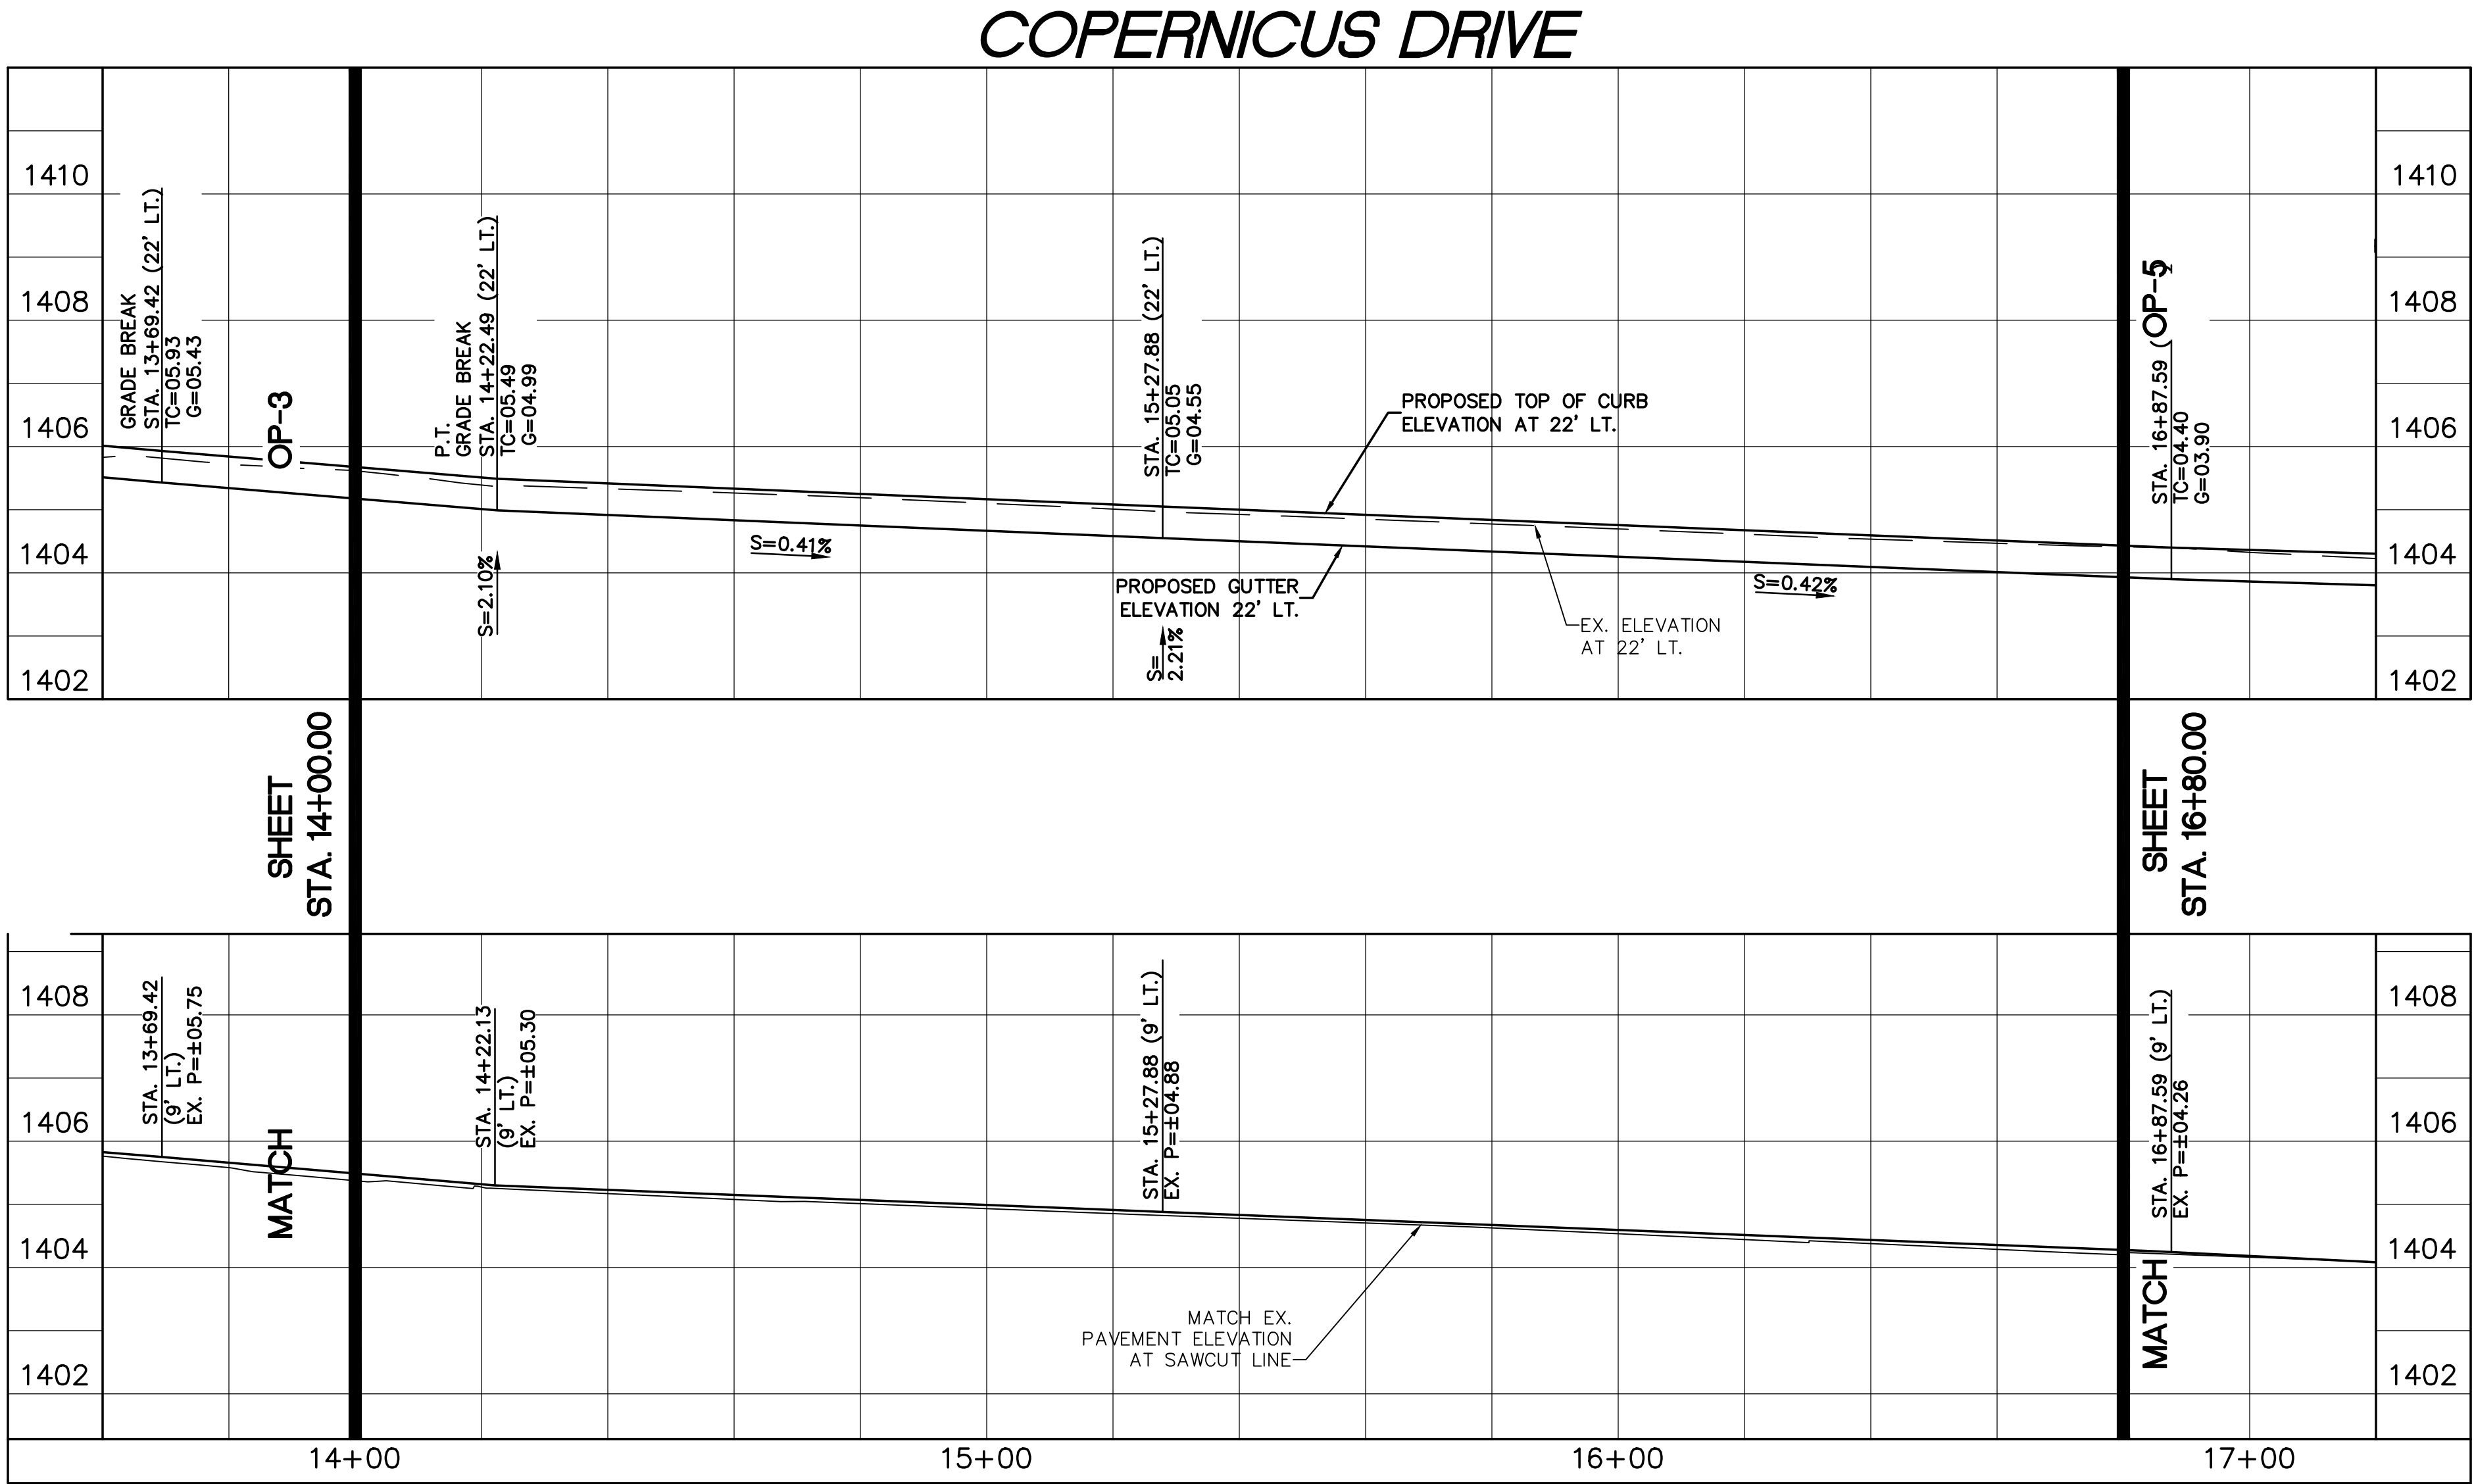 COPERNICUS DRIVE
1410
1408
1406
1404
1402
GRADE BREAK
STA. 13+69.42 (22' LT.)
TC=05.93
G=05.43
OP-3
P.T.
GRADE BREAK
STA. 14+22.49 (22' LT.)
TC=05.49
G=04.99
S=2.10%
S=0.41%
STA. 15+27.88 (22' LT.)
TC=05.05
G=04.55
PROPOSED TOP OF CURB
ELEVATION AT 22' LT.
PROPOSED GUTTER
ELEVATION 22' LT.
S=
2.21%
EX. ELEVATION
AT 22' LT.
S=0.42%
OP-5
STA. 16+87.59 (
TC=04.40
G=03.90
1410
1408
1406
1404
1402
SHEET
STA. 14+00.00
SHEET
STA. 16+80.00
1408
1406
1404
1402
STA. 13+69.42
(9' LT.)
EX. P=±05.75
MATCH
STA. 14+22.13
(9' LT.)
EX. P=±05.30
STA. 15+27.88 (9' LT.)
EX. P=±04.88
MATCH EX.
PAVEMENT ELEVATION
AT SAWCUT LINE
STA. 16+87.59 (9' LT.)
EX. P=±04.26
MATCH
1408
1406
1404
1402
14+00
15+00
16+00
17+00